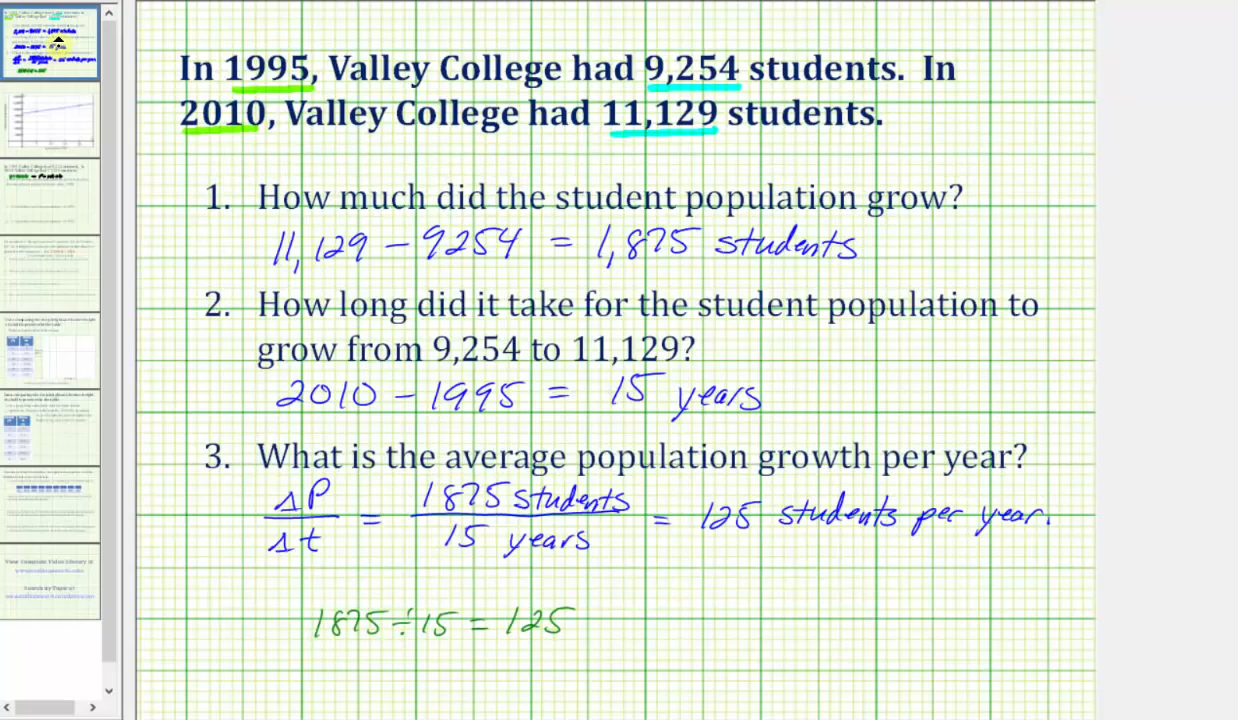 In 1995, Valley College had 9,254 students. In
2010, Valley College had 11,129 students.
1. How much did the student population grow?
11,129 - 9254 = 1,875 students
2. How long did it take for the student population to
grow from 9,254 to 11,129?
2010 - 1995 = 15 years
3. What is the average population growth per year?
ΔP/Δt = 1875 students/15 years = 125 students per year.
1875 ÷ 15 = 125